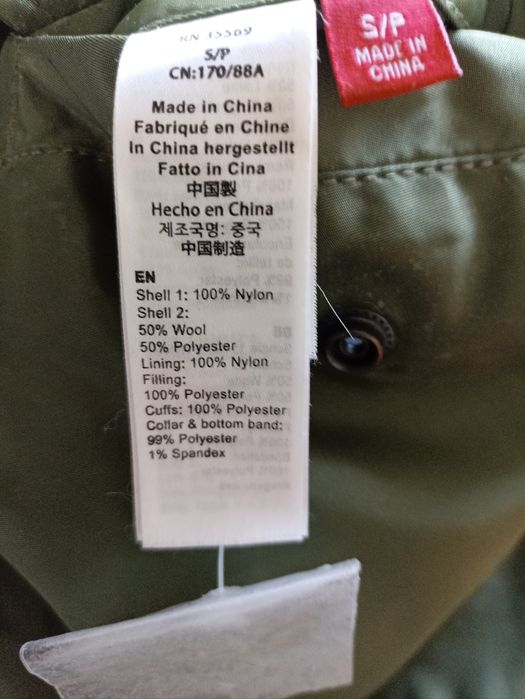 RN 35569
S/P
CN:170/88A
Made in China
Fabriqué en Chine
In China hergestellt
Fatto in Cina
中国製
Hecho en China
제조국명: 중국
中国制造
EN
Shell 1: 100% Nylon
Shell 2:
50% Wool
50% Polyester
Lining: 100% Nylon
Filling:
100% Polyester
Cuffs: 100% Polyester
Collar & bottom band:
99% Polyester
1% Spandex
S/P
MADE IN
CHINA